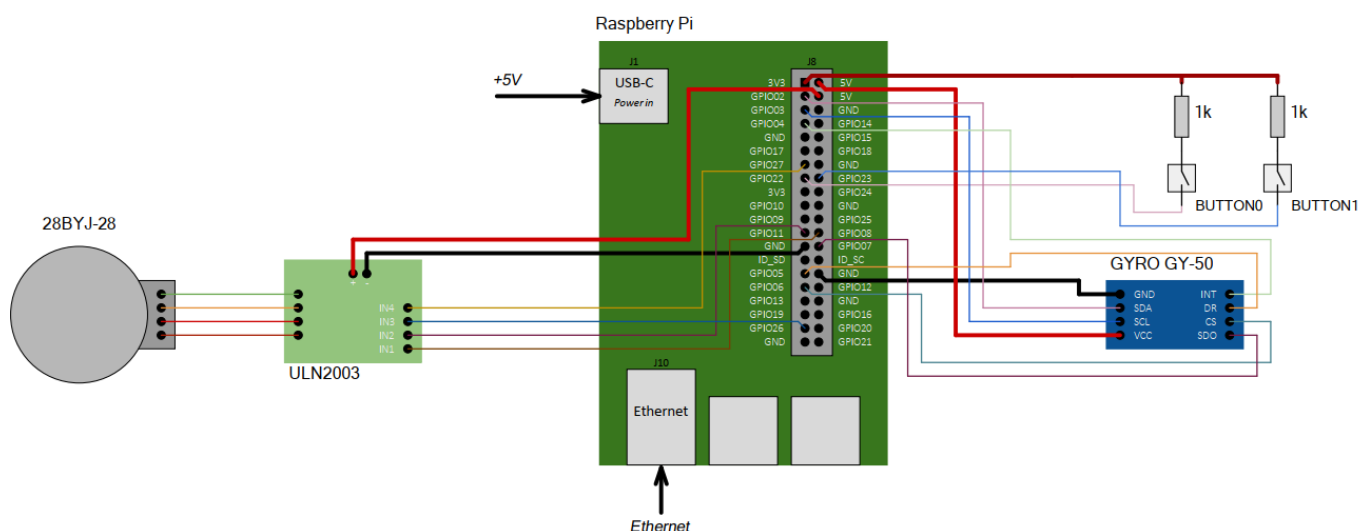 Raspberry Pi
J1
J8
+5V
USB-C
Power in
3V3
5V
GPIO02
5V
GPIO03
GND
GPIO04
GPIO14
GND
GPIO15
GPIO17
GPIO18
GPIO27
GND
GPIO22
GPIO23
3V3
GPIO24
GPIO10
GND
GPIO09
GPIO25
GPIO11
GPIO08
GND
GPIO07
ID_SD
ID_SC
GPIO05
GND
GPIO06
GPIO12
GPIO13
GND
GPIO19
GPIO16
GPIO26
GPIO20
GND
GPIO21
1k
1k
BUTTON0
BUTTON1
28BYJ-28
+
-
IN4
IN3
IN2
IN1
ULN2003
GYRO GY-50
GND
INT
SDA
DR
SCL
CS
VCC
SDO
J10
Ethernet
Ethernet